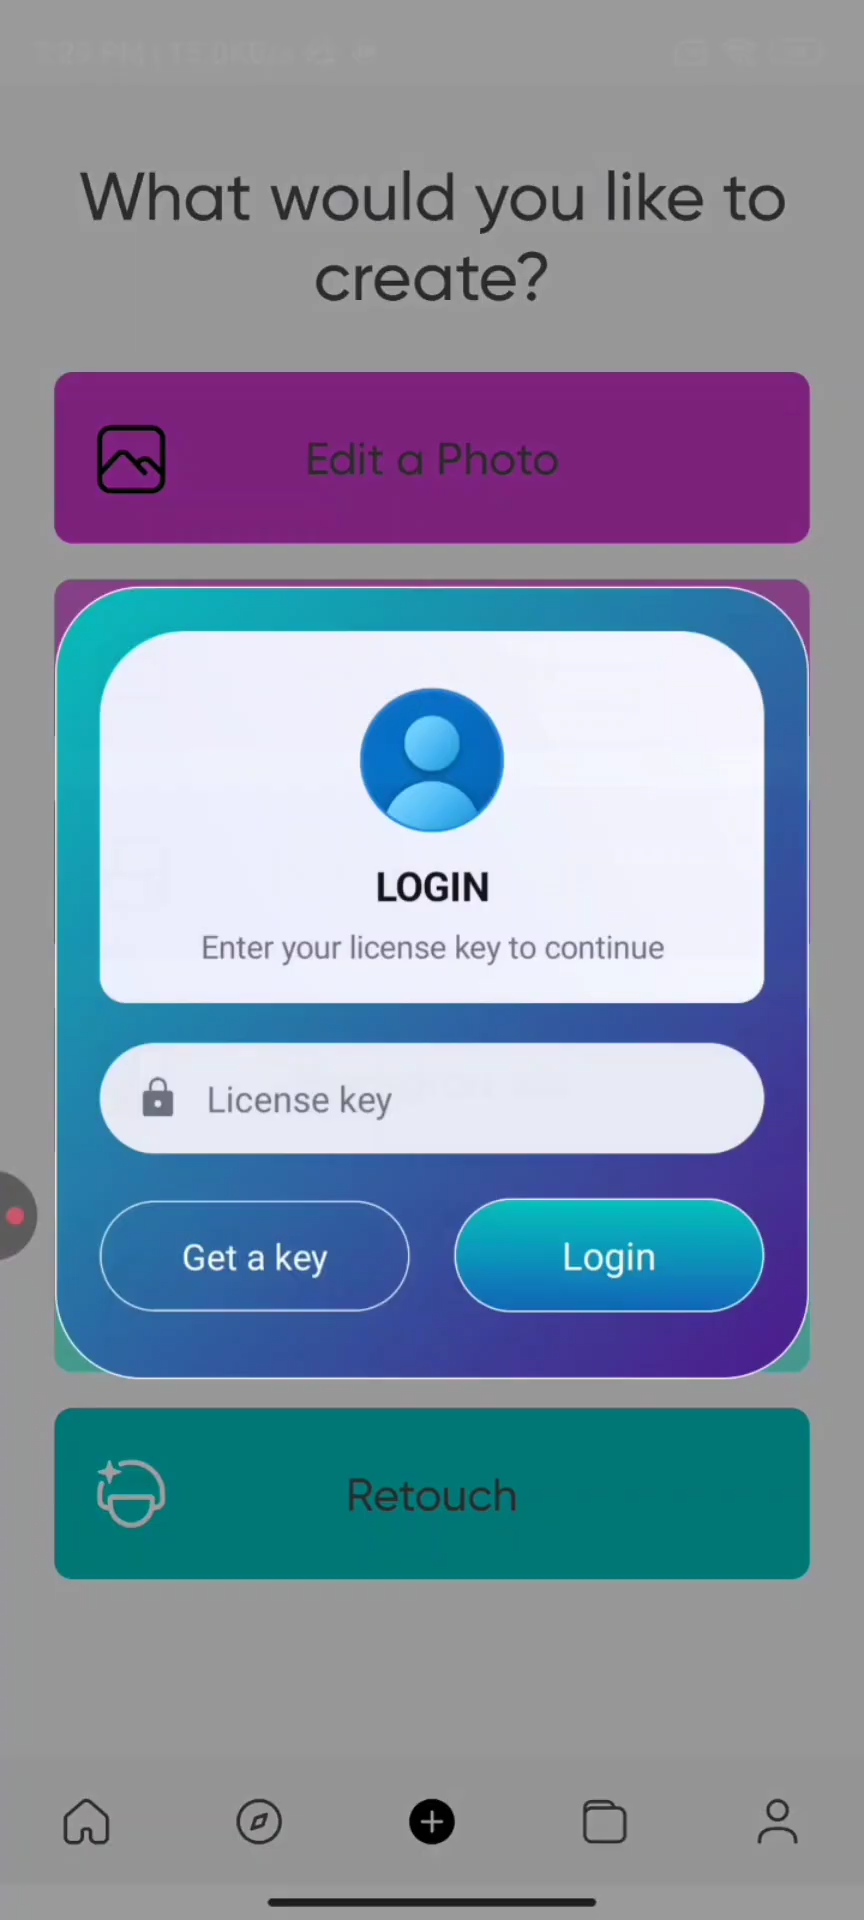 What would you like to
create?
Edit a Photo
LOGIN
Enter your license key to continue
License key
Get a key
Login
Retouch